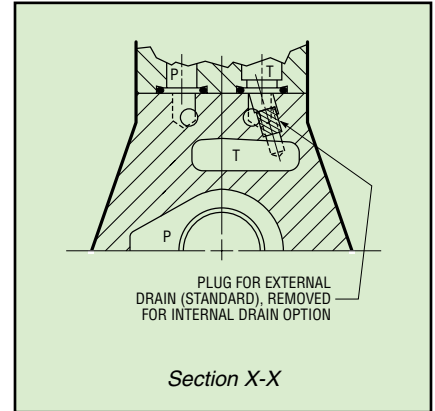 P
T
T
P
PLUG FOR EXTERNAL
DRAIN (STANDARD), REMOVED
FOR INTERNAL DRAIN OPTION
Section X-X